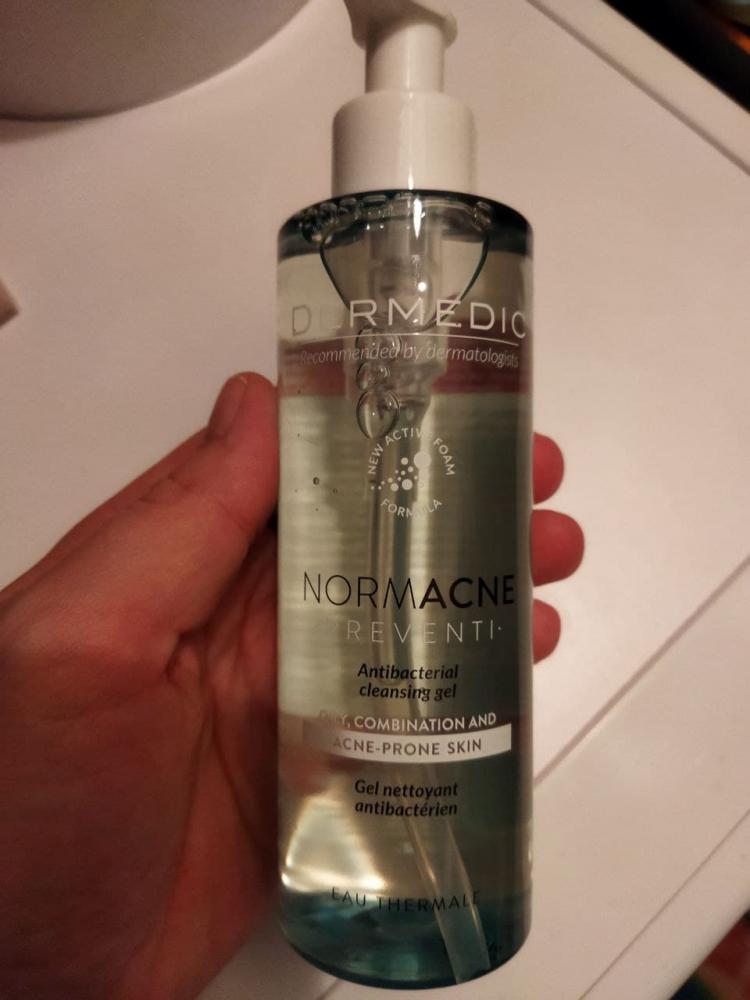 DERMEDIC
Recommended by dermatologists
NEW ACTIVE FOAM
FORMULA
NORMACNE
PREVENTI
Antibacterial
cleansing gel
OILY, COMBINATION AND
ACNE-PRONE SKIN
Gel nettoyant
antibactérien
EAU THERMALE